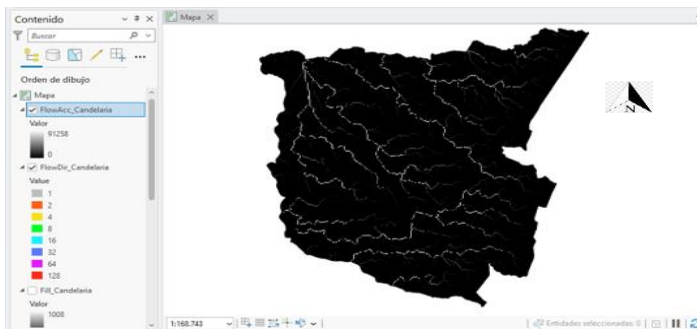 Contenido
Mapa
Buscar
Orden de dibujo
Mapa
FlowAcc_Candelaria
Valor
91258
0
FlowDir_Candelaria
Value
1
2
4
8
16
32
64
128
Fill_Candelaria
Valor
1008
N
1:168.743
Entidades seleccionadas: 0